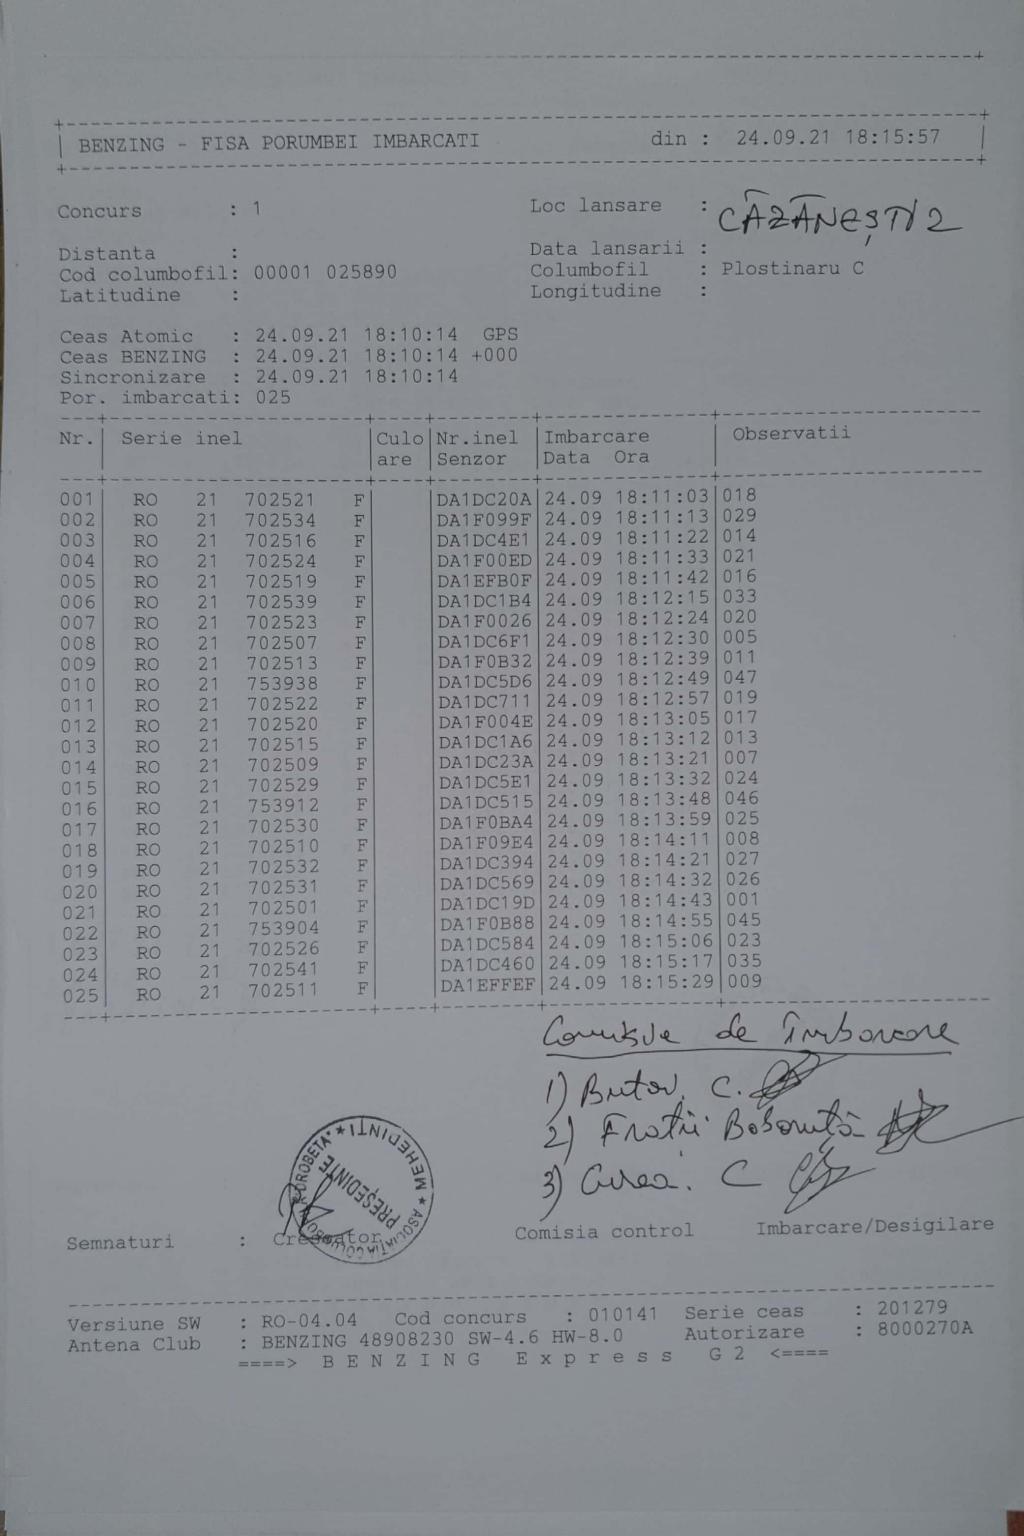 BENZING - FISA PORUMBEI IMBARCATI din : 24.09.21 18:15:57
Concurs : 1 Loc lansare : CĂZĂNEȘTI 2
Distanta : Data lansarii :
Cod columbofil: 00001 025890 Columbofil : Plostinaru C
Latitudine : Longitudine :
Ceas Atomic : 24.09.21 18:10:14 GPS
Ceas BENZING : 24.09.21 18:10:14 +000
Sincronizare : 24.09.21 18:10:14
Por. imbarcati: 025
Nr. Serie inel Culo Nr.inel Imbarcare Observatii
are Senzor Data Ora
001 RO 21 702521 F DA1DC20A 24.09 18:11:03 018
002 RO 21 702534 F DA1F099F 24.09 18:11:13 029
003 RO 21 702516 F DA1DC4E1 24.09 18:11:22 014
004 RO 21 702524 F DA1F00ED 24.09 18:11:33 021
005 RO 21 702519 F DA1EFB0F 24.09 18:11:42 016
006 RO 21 702539 F DA1DC1B4 24.09 18:12:15 033
007 RO 21 702523 F DA1F0026 24.09 18:12:24 020
008 RO 21 702507 F DA1DC6F1 24.09 18:12:30 005
009 RO 21 702513 F DA1F0B32 24.09 18:12:39 011
010 RO 21 753938 F DA1DC5D6 24.09 18:12:49 047
011 RO 21 702522 F DA1DC711 24.09 18:12:57 019
012 RO 21 702520 F DA1F004E 24.09 18:13:05 017
013 RO 21 702515 F DA1DC1A6 24.09 18:13:12 013
014 RO 21 702509 F DA1DC23A 24.09 18:13:21 007
015 RO 21 702529 F DA1DC5E1 24.09 18:13:32 024
016 RO 21 753912 F DA1DC515 24.09 18:13:48 046
017 RO 21 702530 F DA1F0BA4 24.09 18:13:59 025
018 RO 21 702510 F DA1F09E4 24.09 18:14:11 008
019 RO 21 702532 F DA1DC394 24.09 18:14:21 027
020 RO 21 702531 F DA1DC569 24.09 18:14:32 026
021 RO 21 702501 F DA1DC19D 24.09 18:14:43 001
022 RO 21 753904 F DA1F0B88 24.09 18:14:55 045
023 RO 21 702526 F DA1DC584 24.09 18:15:06 023
024 RO 21 702541 F DA1DC460 24.09 18:15:17 035
025 RO 21 702511 F DA1EFFEF 24.09 18:15:29 009
Comisie de Imbarcare
1) C.
2) Frații
3) C
MEHEDINȚI
PREȘEDINTE
Semnaturi : Crescator Comisia control Imbarcare/Desigilare
Versiune SW : RO-04.04 Cod concurs : 010141 Serie ceas : 201279
Antena Club : BENZING 48908230 SW-4.6 HW-8.0 Autorizare : 8000270A
====> B E N Z I N G E x p r e s s G 2 <====